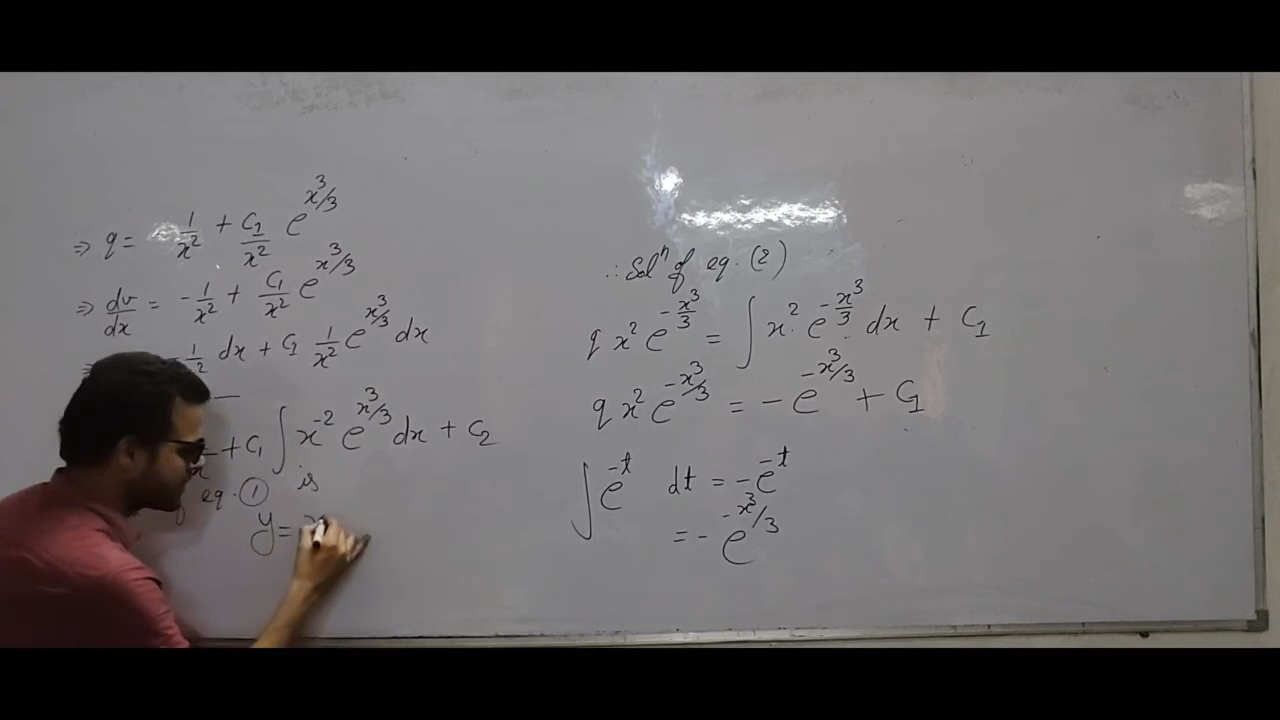 ⇒ q = - 1/x² + C₁/x² e^(x³/3)
⇒ dv/dx = - 1/x² + C₁/x² e^(x³/3)
dx + C₁ 1/x² e^(x³/3) dx
+ C₁ ∫ x⁻² e^(x³/3) dx + C₂
eq. ① is
y =
∴ Solⁿ of eq. (2)
q x² e^(-x³/3) = ∫ x² e^(-x³/3) dx + C₁
q x² e^(-x³/3) = - e^(-x³/3) + C₁
∫ e^(-t) dt = - e^(-t)
= - e^(-x³/3)